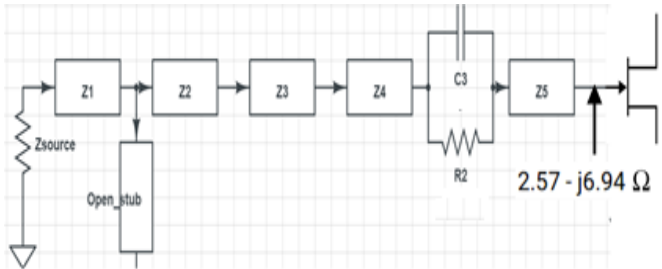 Z1
Z2
Z3
Z4
C3
Z5
Zsource
Open_stub
R2
2.57 - j6.94 Ω